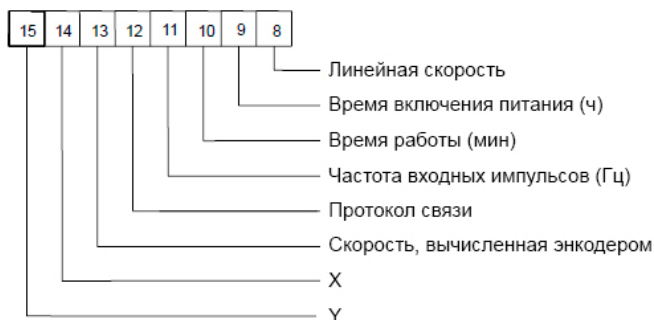 15 14 13 12 11 10 9 8
Линейная скорость
Время включения питания (ч)
Время работы (мин)
Частота входных импульсов (Гц)
Протокол связи
Скорость, вычисленная энкодером
X
Y